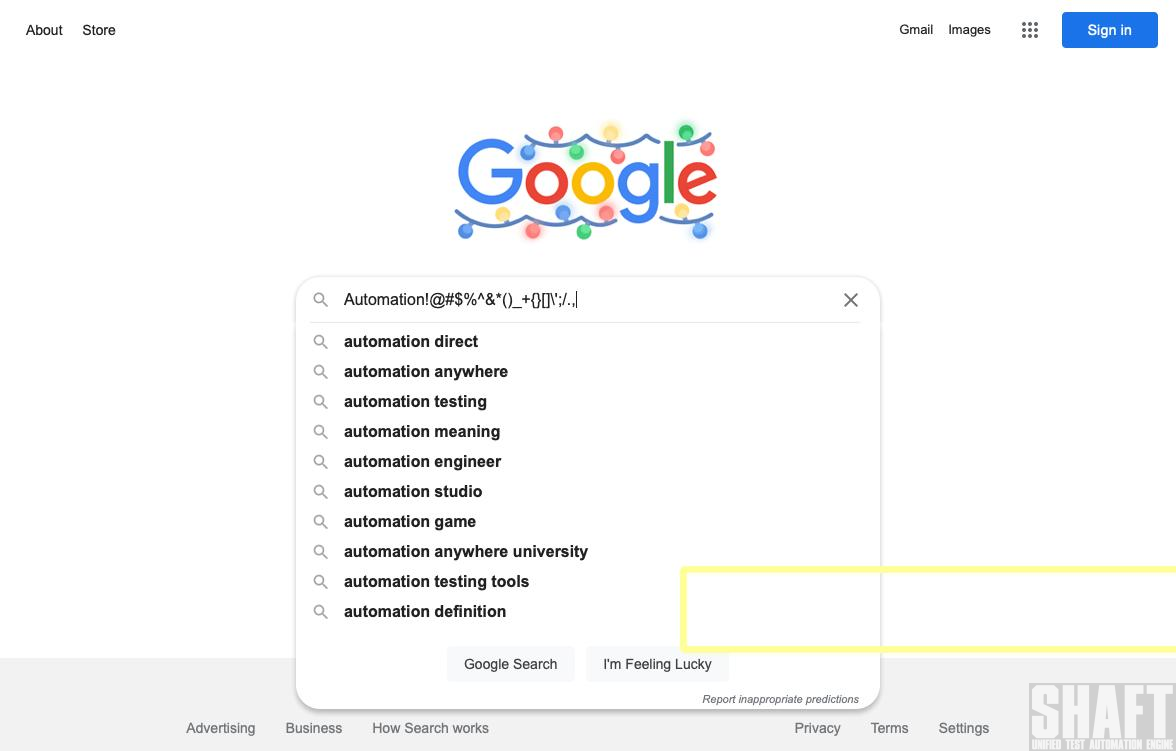 About Store Gmail Images Sign in
Google
Automation!@#$%^&*()_+{}[]\';/.,
automation direct
automation anywhere
automation testing
automation meaning
automation engineer
automation studio
automation game
automation anywhere university
automation testing tools
automation definition
Google Search I'm Feeling Lucky
Report inappropriate predictions
Advertising Business How Search works Privacy Terms Settings
SHAFT
UNIFIED TEST AUTOMATION ENGINE